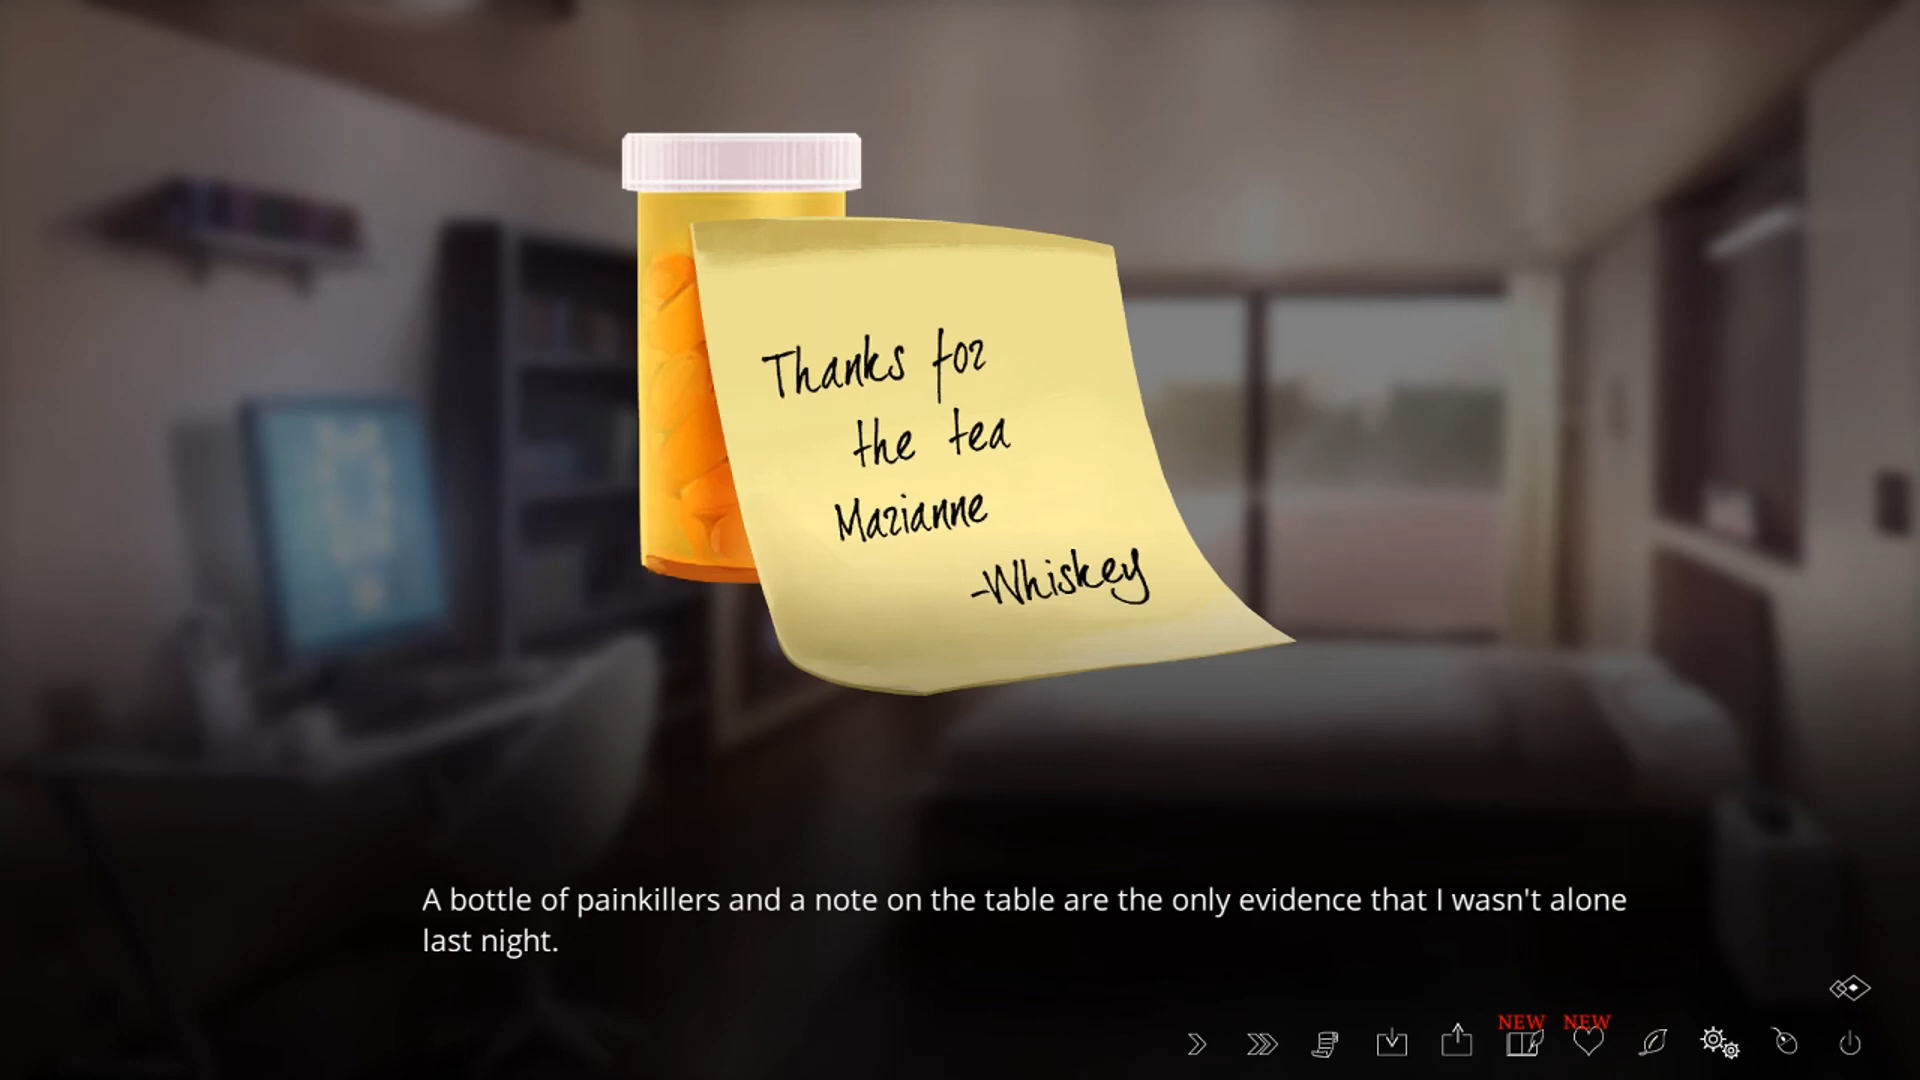 Thanks for
the tea
Marianne
-Whiskey
A bottle of painkillers and a note on the table are the only evidence that I wasn't alone
last night.
NEW NEW